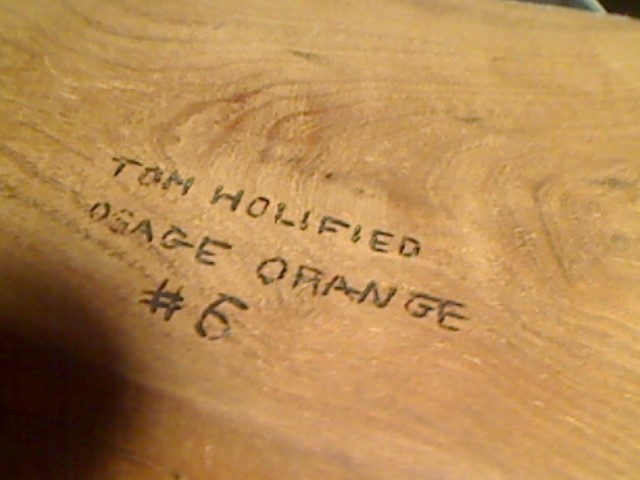 TOM HOLIFIED
OSAGE ORANGE
#6